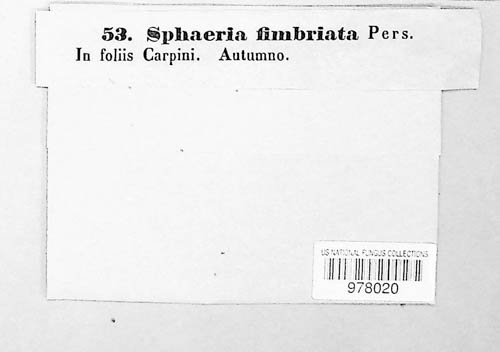 53. Sphaeria fimbriata Pers.
In foliis Carpini. Autumno.
US NATIONAL FUNGUS COLLECTIONS
978020